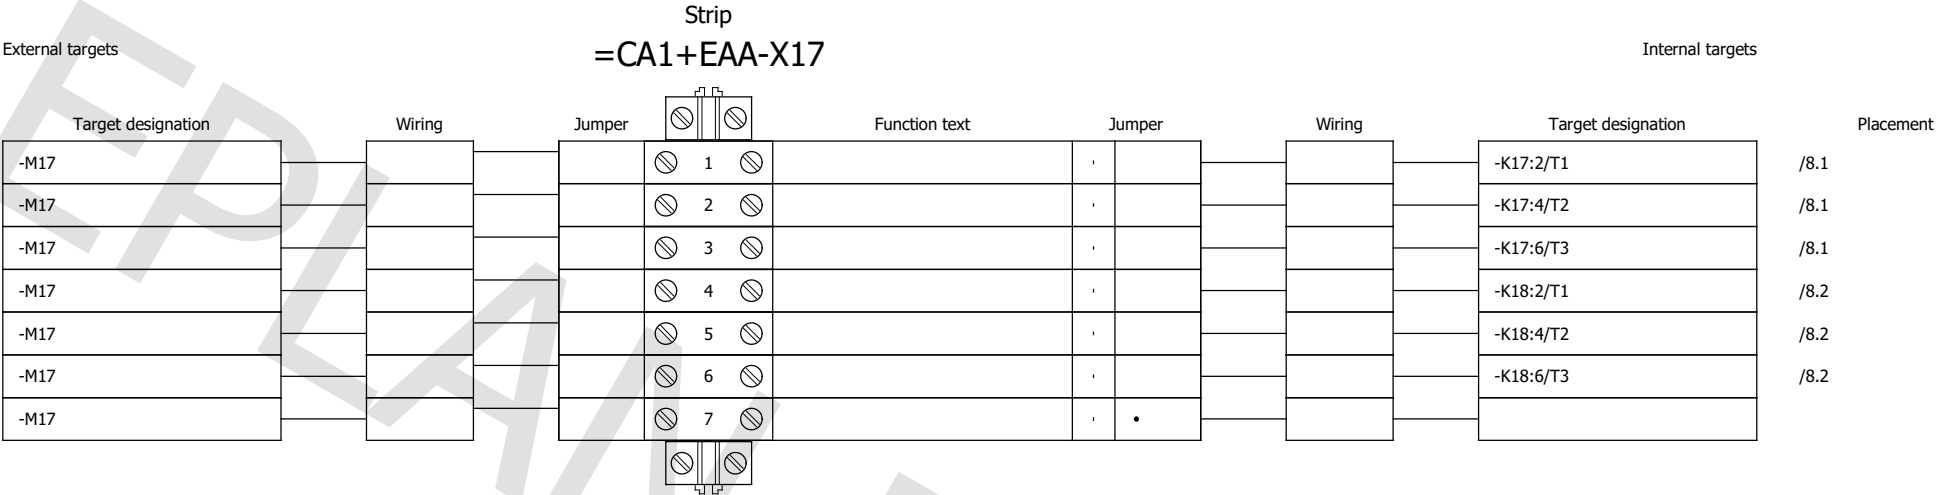 Strip
External targets
=CA1+EAA-X17
Internal targets
Target designation Wiring Jumper Function text Jumper Wiring Target designation Placement
-M17 1 -K17:2/T1 /8.1
-M17 2 -K17:4/T2 /8.1
-M17 3 -K17:6/T3 /8.1
-M17 4 -K18:2/T1 /8.2
-M17 5 -K18:4/T2 /8.2
-M17 6 -K18:6/T3 /8.2
-M17 7 •
EPLAN